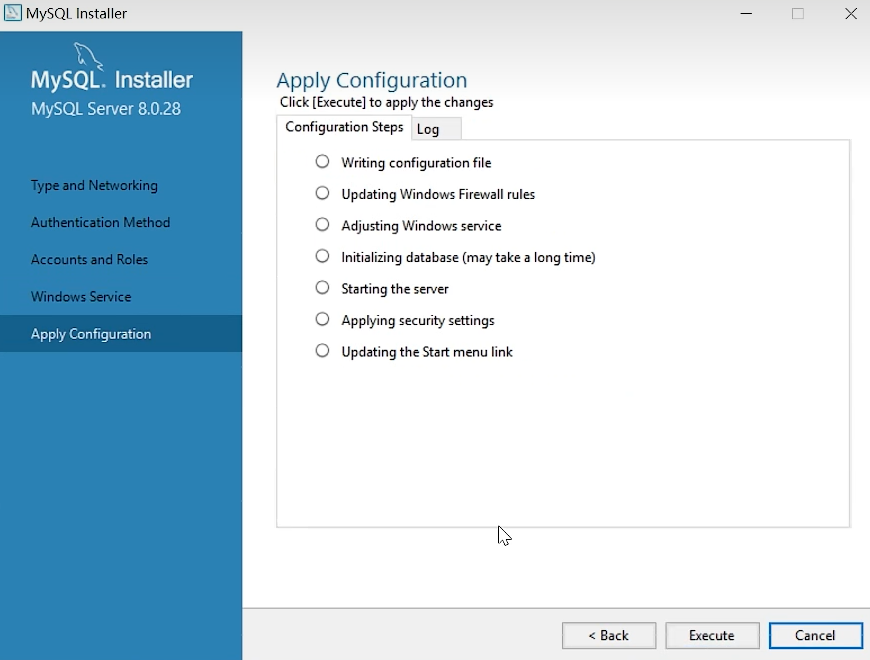 MySQL Installer
MySQL. Installer
MySQL Server 8.0.28
Type and Networking
Authentication Method
Accounts and Roles
Windows Service
Apply Configuration
Apply Configuration
Click [Execute] to apply the changes
Configuration Steps Log
Writing configuration file
Updating Windows Firewall rules
Adjusting Windows service
Initializing database (may take a long time)
Starting the server
Applying security settings
Updating the Start menu link
< Back Execute Cancel